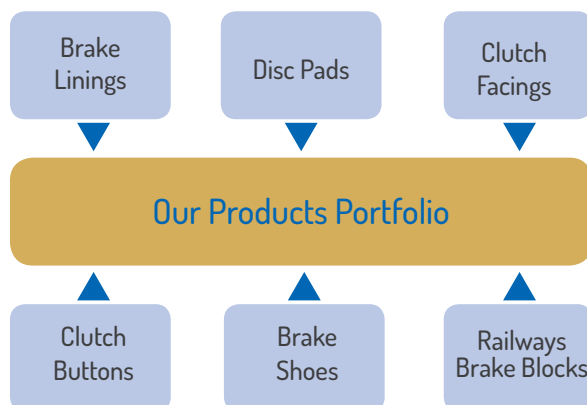 Brake
Linings
Disc Pads
Clutch
Facings
Our Products Portfolio
Clutch
Buttons
Brake
Shoes
Railways
Brake Blocks